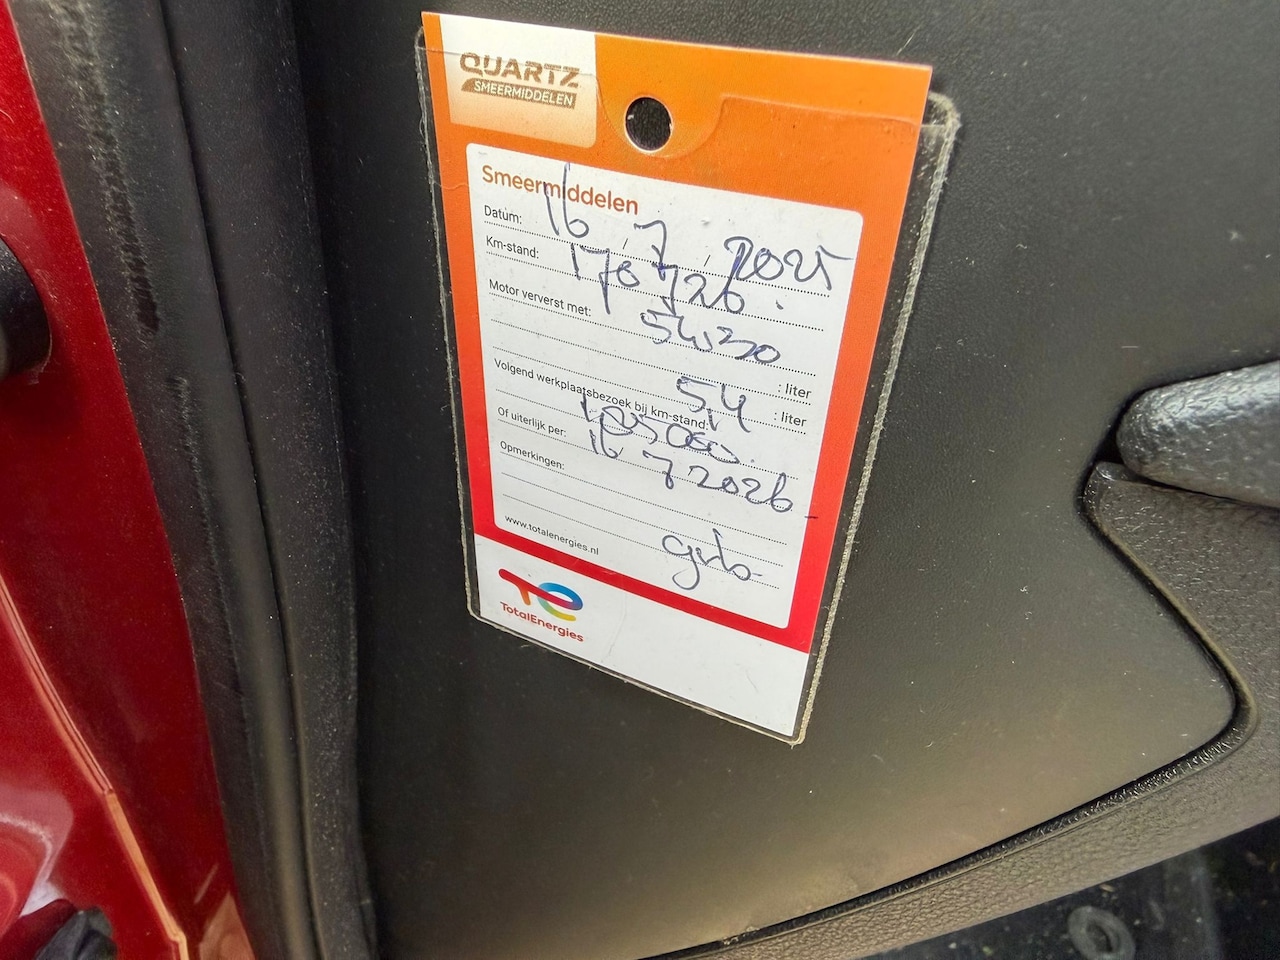 QUARTZ
SMEERMIDDELEN
Smeermiddelen
Datum: 16 7 2025
Km-stand: 170726.
Motor ververst met: 5W30
: liter
5,4 : liter
Volgend werkplaatsbezoek bij km-stand:
185000.
Of uiterlijk per: 16 7 2026
Opmerkingen:
www.totalenergies.nl
TotalEnergies